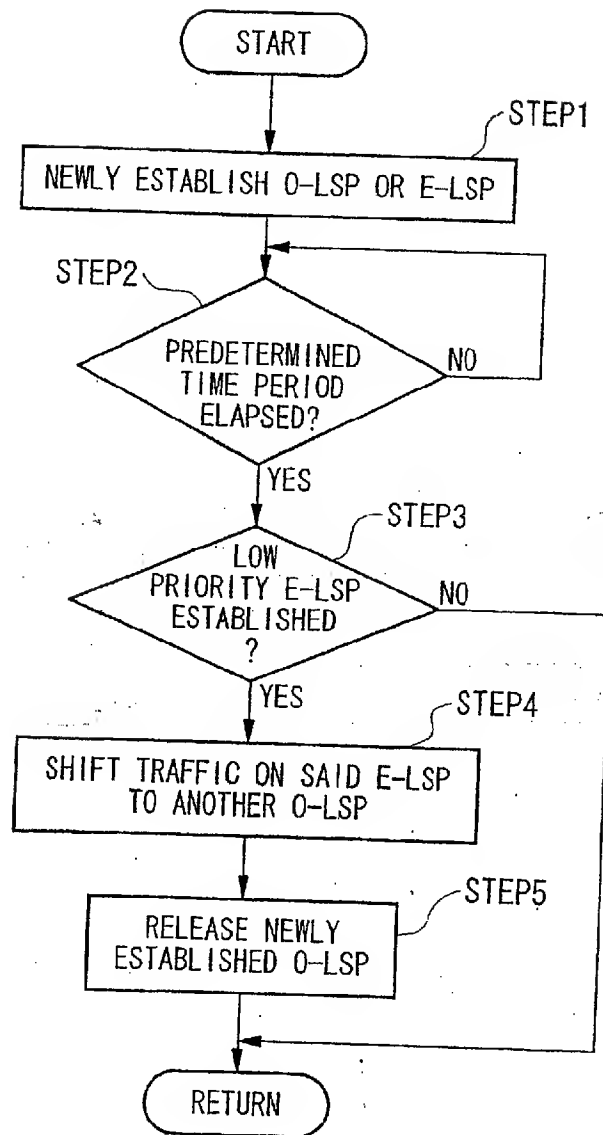 START
STEP1
NEWLY ESTABLISH O-LSP OR E-LSP
STEP2
PREDETERMINED
TIME PERIOD
ELAPSED?
NO
YES
STEP3
LOW
PRIORITY E-LSP
ESTABLISHED
?
NO
YES
STEP4
SHIFT TRAFFIC ON SAID E-LSP
TO ANOTHER O-LSP
STEP5
RELEASE NEWLY
ESTABLISHED O-LSP
RETURN